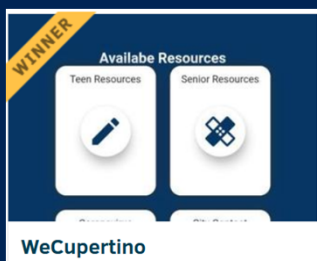 WINNER
Availabe Resources
Teen Resources
Senior Resources
WeCupertino